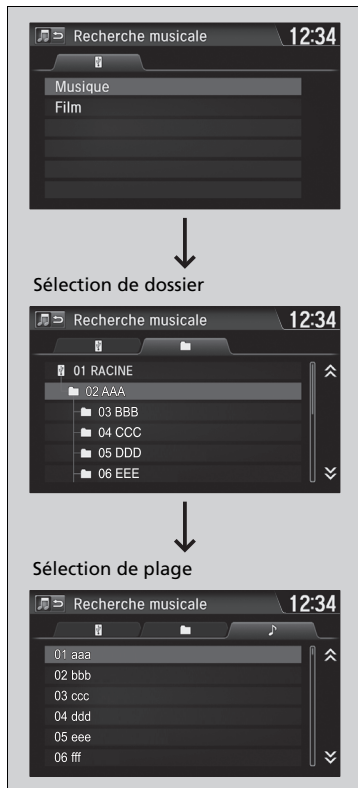 Recherche musicale 12:34
Musique
Film
Sélection de dossier
Recherche musicale 12:34
01 RACINE
02 AAA
03 BBB
04 CCC
05 DDD
06 EEE
Sélection de plage
Recherche musicale 12:34
01 aaa
02 bbb
03 ccc
04 ddd
05 eee
06 fff